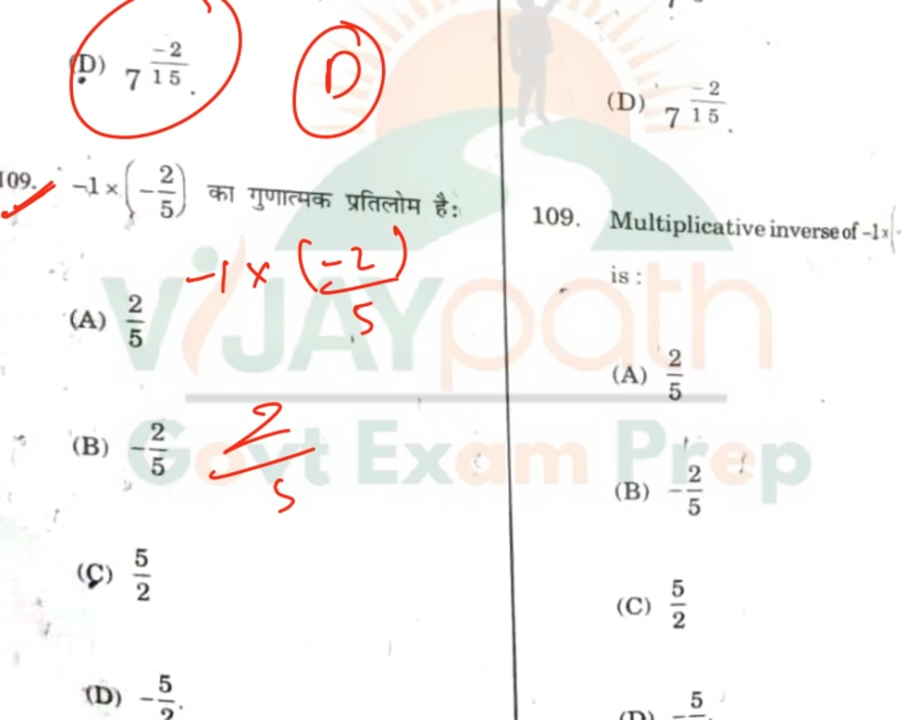 (D) 7^{-2/15}.
D
109. -1 × (-2/5) का गुणात्मक प्रतिलोम है:
-1 × (-2)/5
(A) 2/5
(B) -2/5
2/5
(C) 5/2
(D) -5/2.
(D) 7^{-2/15}.
109. Multiplicative inverse of -1 × (-
is :
(A) 2/5
(B) -2/5
(C) 5/2
(D) -5
ViJAYpath
Govt Exam Prep